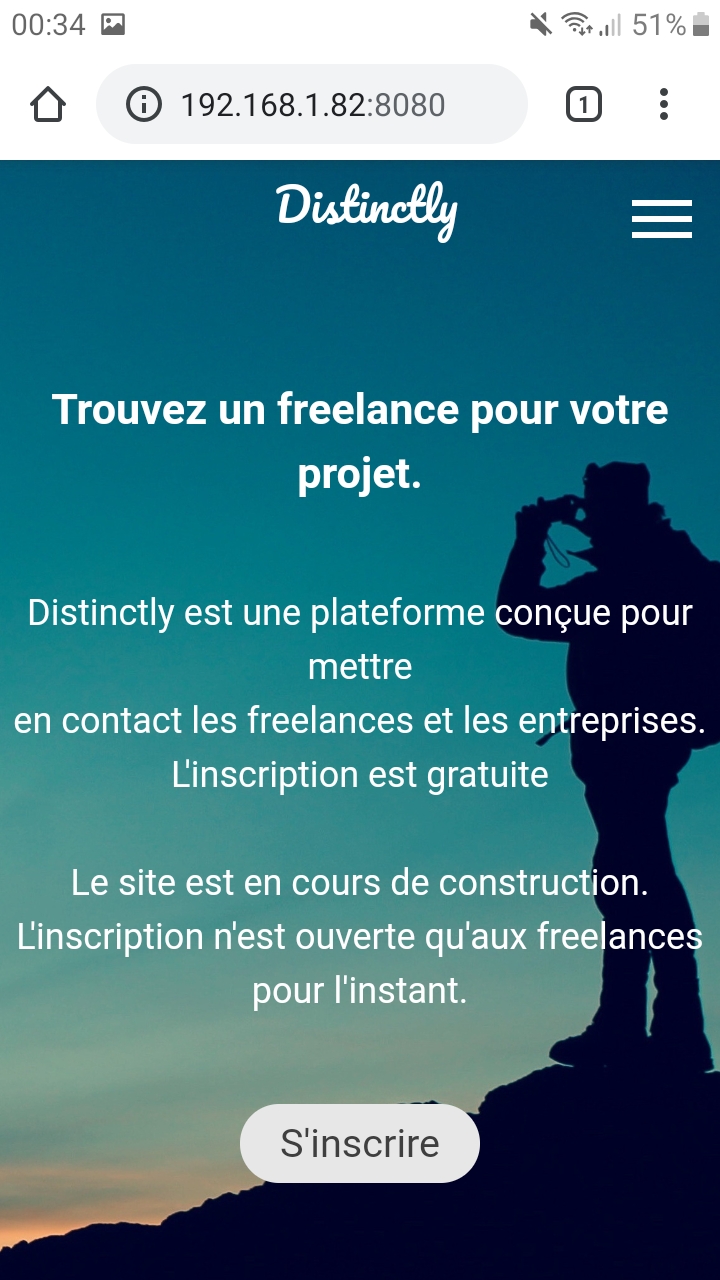 00:34 51%
192.168.1.82:8080 1
Distinctly
Trouvez un freelance pour votre
projet.
Distinctly est une plateforme conçue pour
mettre
en contact les freelances et les entreprises.
L'inscription est gratuite
Le site est en cours de construction.
L'inscription n'est ouverte qu'aux freelances
pour l'instant.
S'inscrire